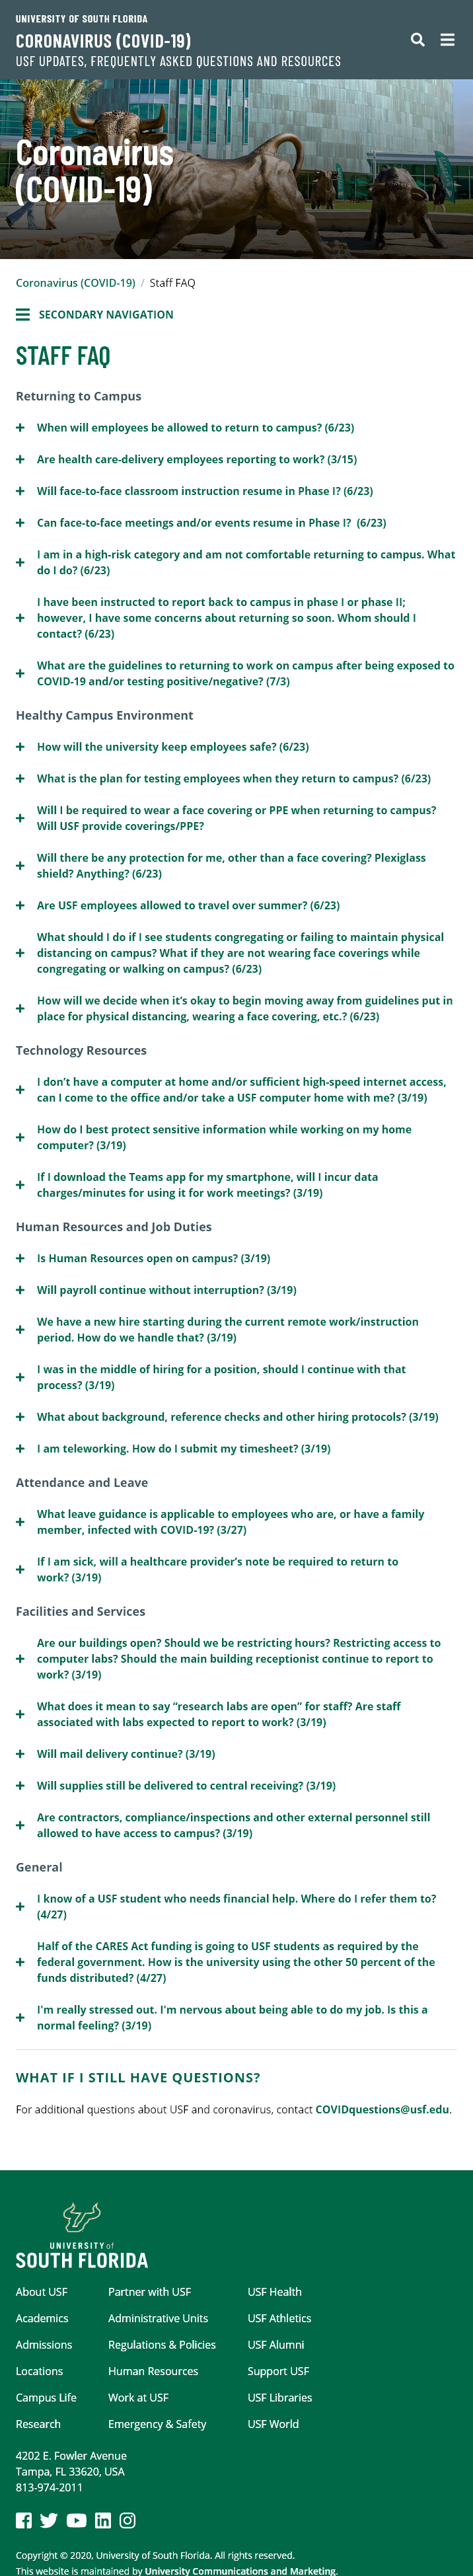 UNIVERSITY OF SOUTH FLORIDA
CORONAVIRUS (COVID-19)
USF UPDATES, FREQUENTLY ASKED QUESTIONS AND RESOURCES
Coronavirus
(COVID-19)
Coronavirus (COVID-19) / Staff FAQ
SECONDARY NAVIGATION
STAFF FAQ
Returning to Campus
When will employees be allowed to return to campus? (6/23)
Are health care-delivery employees reporting to work? (3/15)
Will face-to-face classroom instruction resume in Phase I? (6/23)
Can face-to-face meetings and/or events resume in Phase I? (6/23)
I am in a high-risk category and am not comfortable returning to campus. What
do I do? (6/23)
I have been instructed to report back to campus in phase I or phase II;
however, I have some concerns about returning so soon. Whom should I
contact? (6/23)
What are the guidelines to returning to work on campus after being exposed to
COVID-19 and/or testing positive/negative? (7/3)
Healthy Campus Environment
How will the university keep employees safe? (6/23)
What is the plan for testing employees when they return to campus? (6/23)
Will I be required to wear a face covering or PPE when returning to campus?
Will USF provide coverings/PPE?
Will there be any protection for me, other than a face covering? Plexiglass
shield? Anything? (6/23)
Are USF employees allowed to travel over summer? (6/23)
What should I do if I see students congregating or failing to maintain physical
distancing on campus? What if they are not wearing face coverings while
congregating or walking on campus? (6/23)
How will we decide when it’s okay to begin moving away from guidelines put in
place for physical distancing, wearing a face covering, etc.? (6/23)
Technology Resources
I don’t have a computer at home and/or sufficient high-speed internet access,
can I come to the office and/or take a USF computer home with me? (3/19)
How do I best protect sensitive information while working on my home
computer? (3/19)
If I download the Teams app for my smartphone, will I incur data
charges/minutes for using it for work meetings? (3/19)
Human Resources and Job Duties
Is Human Resources open on campus? (3/19)
Will payroll continue without interruption? (3/19)
We have a new hire starting during the current remote work/instruction
period. How do we handle that? (3/19)
I was in the middle of hiring for a position, should I continue with that
process? (3/19)
What about background, reference checks and other hiring protocols? (3/19)
I am teleworking. How do I submit my timesheet? (3/19)
Attendance and Leave
What leave guidance is applicable to employees who are, or have a family
member, infected with COVID-19? (3/27)
If I am sick, will a healthcare provider’s note be required to return to
work? (3/19)
Facilities and Services
Are our buildings open? Should we be restricting hours? Restricting access to
computer labs? Should the main building receptionist continue to report to
work? (3/19)
What does it mean to say “research labs are open” for staff? Are staff
associated with labs expected to report to work? (3/19)
Will mail delivery continue? (3/19)
Will supplies still be delivered to central receiving? (3/19)
Are contractors, compliance/inspections and other external personnel still
allowed to have access to campus? (3/19)
General
I know of a USF student who needs financial help. Where do I refer them to?
(4/27)
Half of the CARES Act funding is going to USF students as required by the
federal government. How is the university using the other 50 percent of the
funds distributed? (4/27)
I'm really stressed out. I'm nervous about being able to do my job. Is this a
normal feeling? (3/19)
WHAT IF I STILL HAVE QUESTIONS?
For additional questions about USF and coronavirus, contact COVIDquestions@usf.edu.
UNIVERSITY of
SOUTH FLORIDA
About USF Partner with USF USF Health
Academics Administrative Units USF Athletics
Admissions Regulations & Policies USF Alumni
Locations Human Resources Support USF
Campus Life Work at USF USF Libraries
Research Emergency & Safety USF World
4202 E. Fowler Avenue
Tampa, FL 33620, USA
813-974-2011
Copyright © 2020, University of South Florida. All rights reserved.
This website is maintained by University Communications and Marketing.